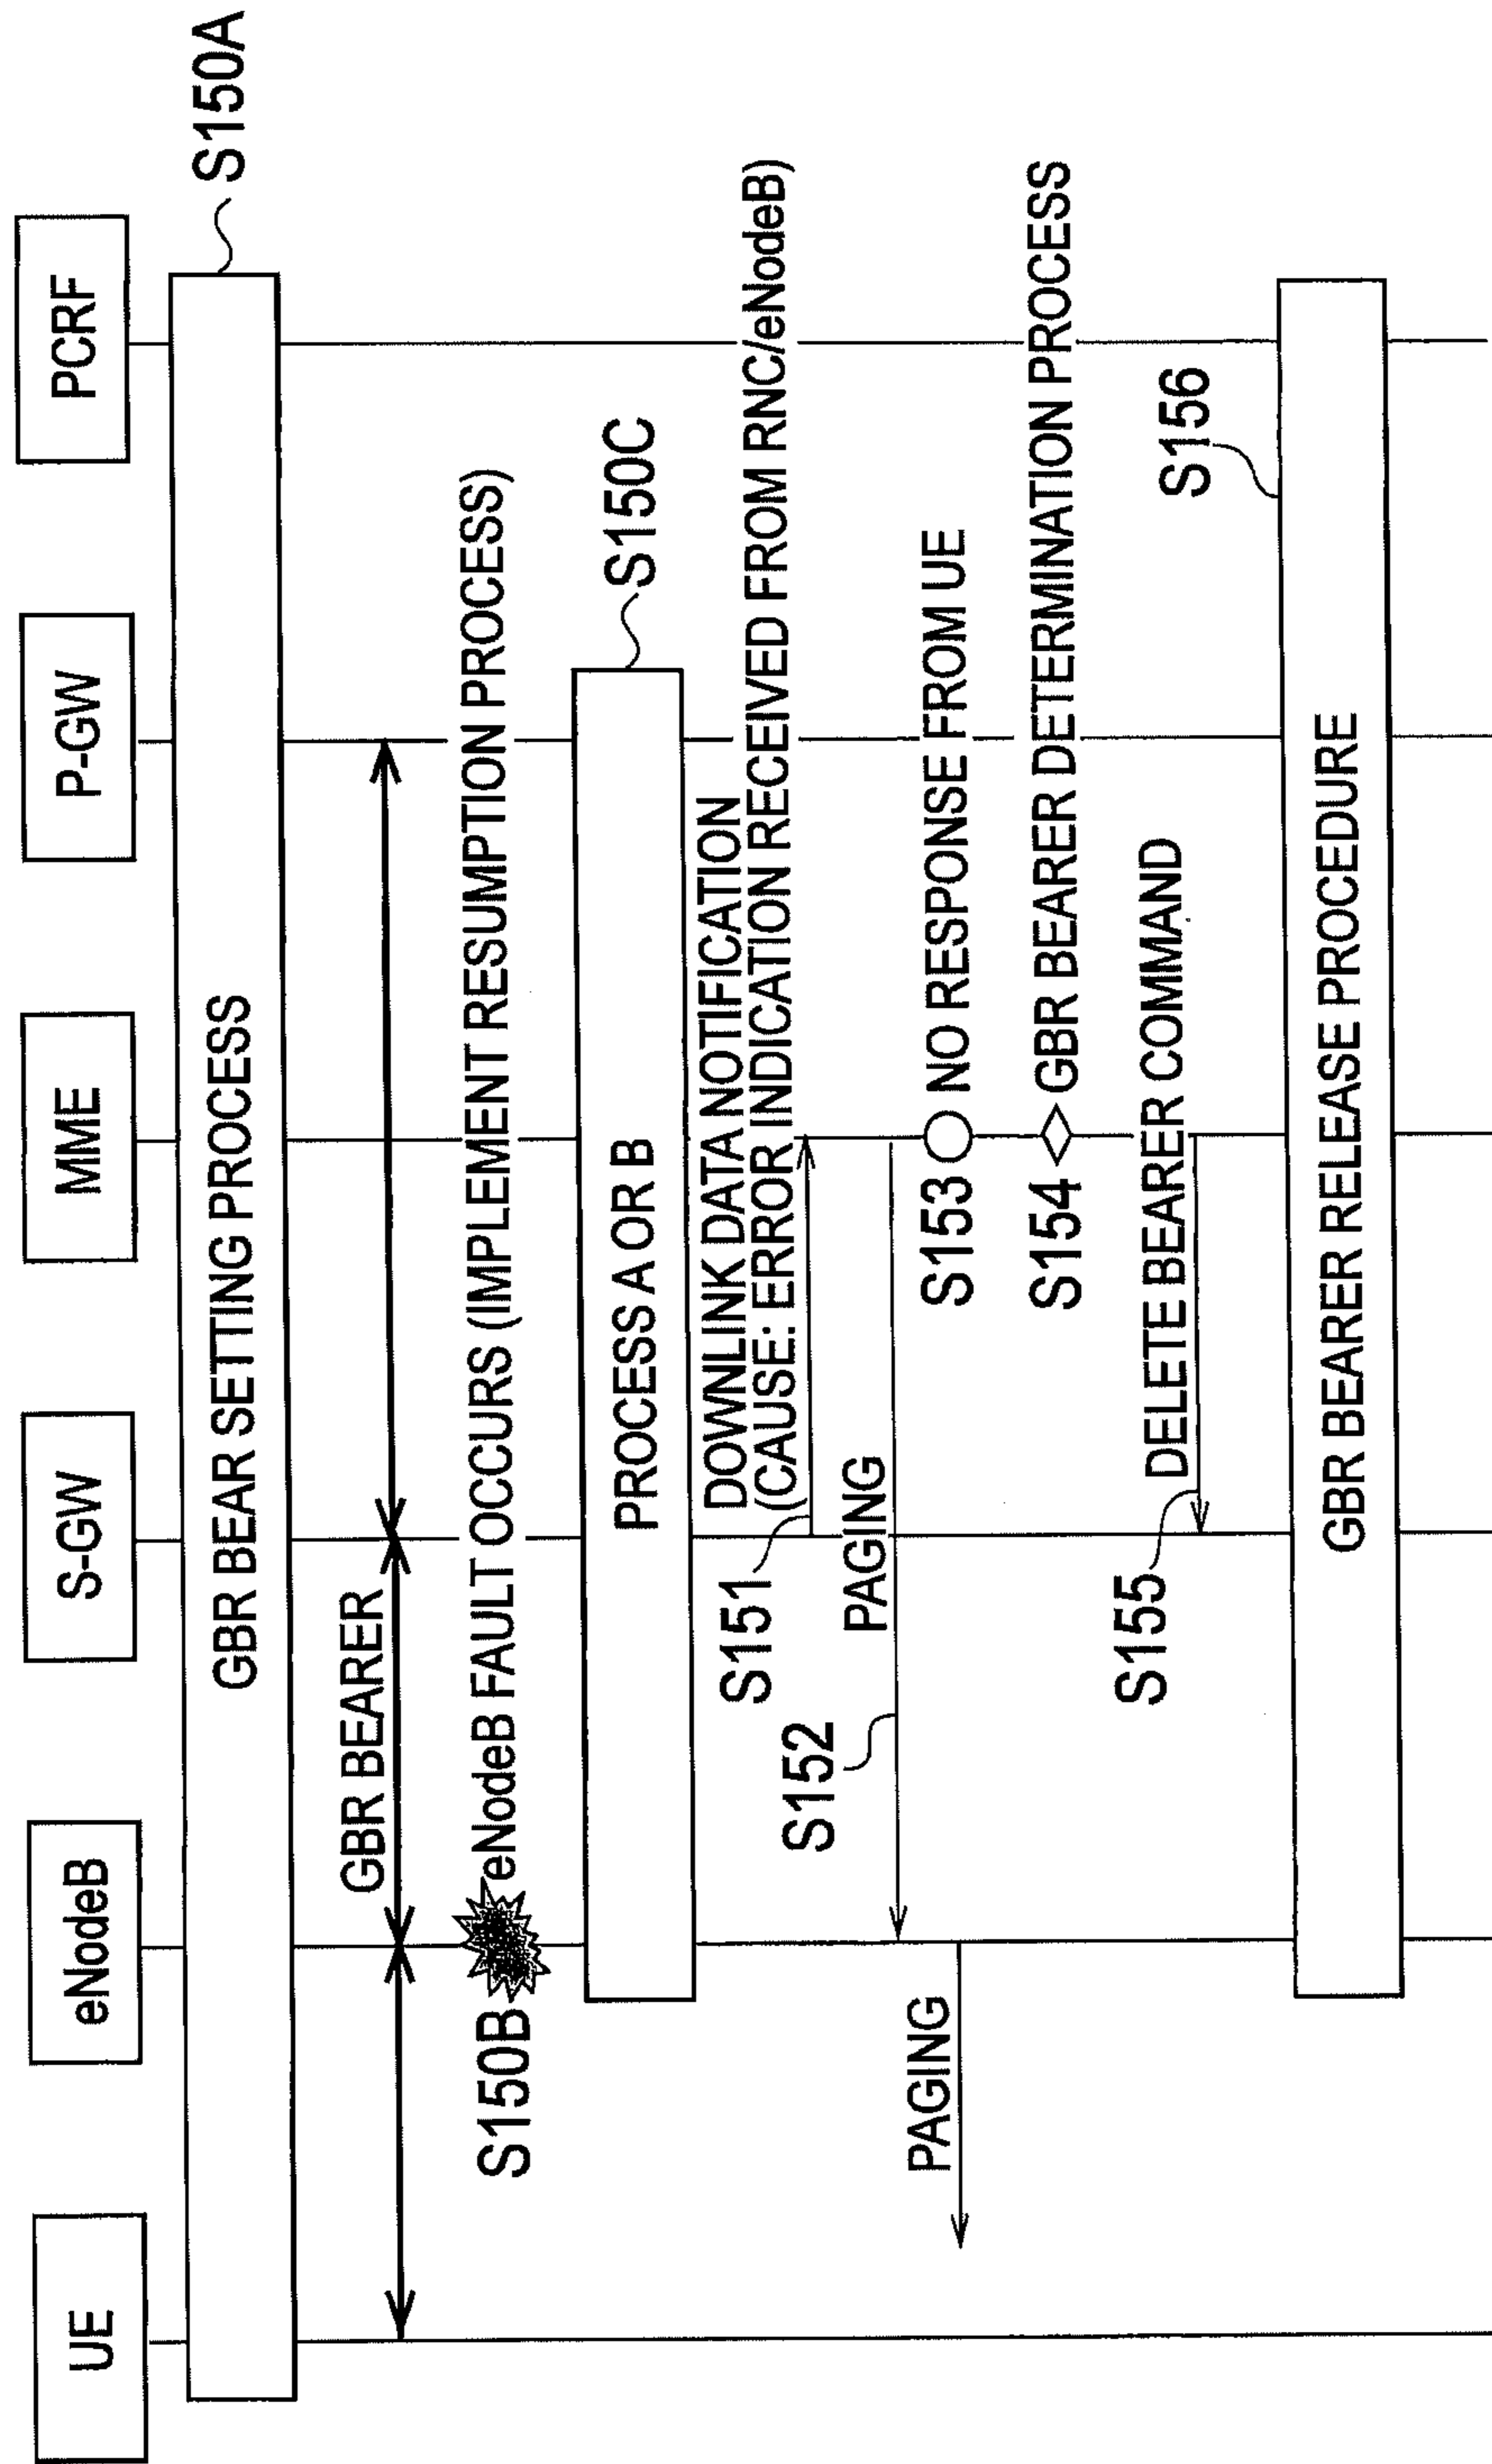 UE
eNodeB
S-GW
MME
P-GW
PCRF
GBR BEAR SETTING PROCESS
S150A
GBR BEARER
S150B
eNodeB FAULT OCCURS (IMPLEMENT RESUMPTION PROCESS)
PROCESS A OR B
S150C
DOWNLINK DATA NOTIFICATION
(CAUSE: ERROR INDICATION RECEIVED FROM RNC/eNodeB)
S151
PAGING
S152
PAGING
S153
NO RESPONSE FROM UE
S154
GBR BEARER DETERMINATION PROCESS
DELETE BEARER COMMAND
S155
GBR BEARER RELEASE PROCEDURE
S156